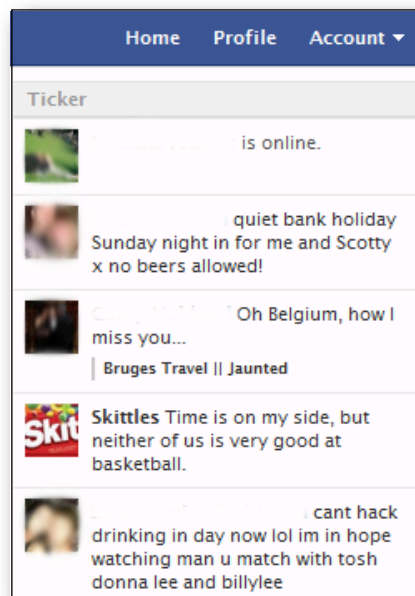 Home Profile Account
Ticker
is online.
quiet bank holiday
Sunday night in for me and Scotty
x no beers allowed!
Oh Belgium, how I
miss you...
Bruges Travel || Jaunted
Skit
Skittles Time is on my side, but
neither of us is very good at
basketball.
cant hack
drinking in day now lol im in hope
watching man u match with tosh
donna lee and billylee